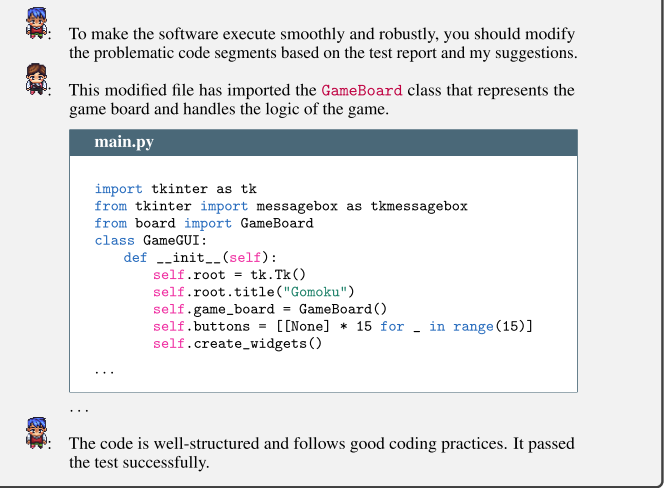 : To make the software execute smoothly and robustly, you should modify
the problematic code segments based on the test report and my suggestions.
: This modified file has imported the GameBoard class that represents the
game board and handles the logic of the game.
main.py
import tkinter as tk
from tkinter import messagebox as tkmessagebox
from board import GameBoard
class GameGUI:
    def __init__(self):
        self.root = tk.Tk()
        self.root.title("Gomoku")
        self.game_board = GameBoard()
        self.buttons = [[None] * 15 for _ in range(15)]
        self.create_widgets()
...
...
: The code is well-structured and follows good coding practices. It passed
the test successfully.